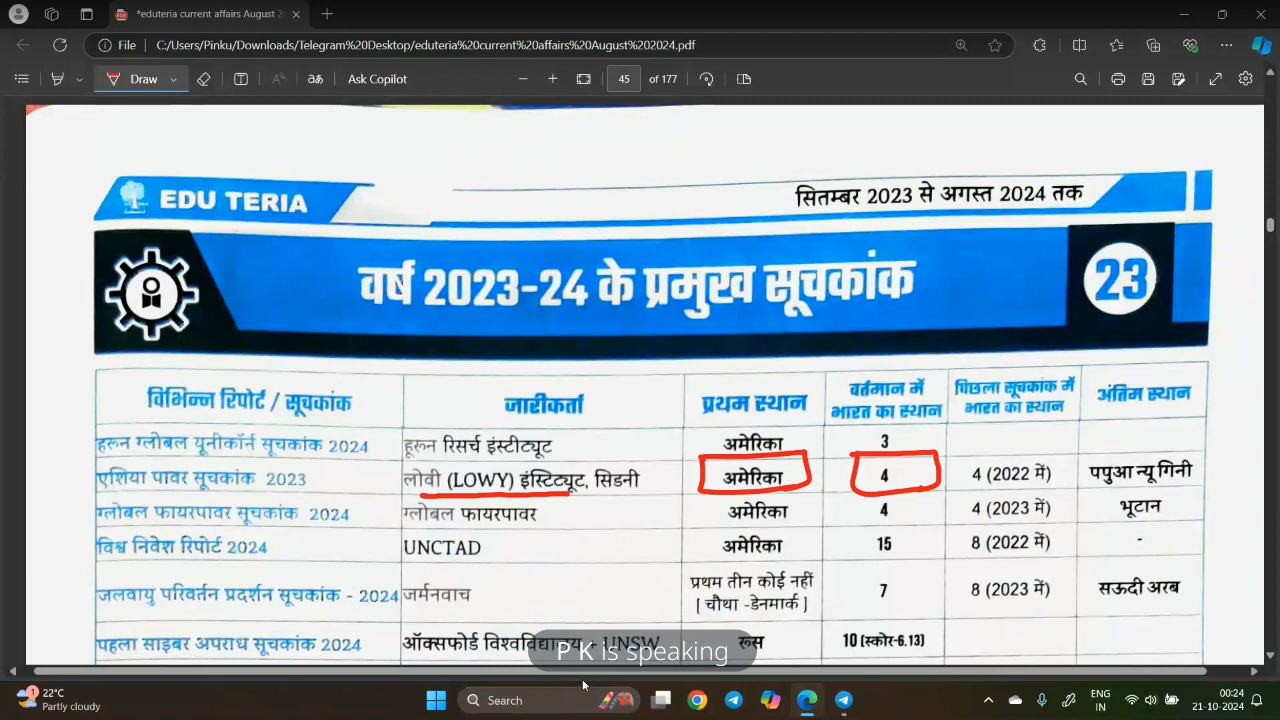 *eduteria current affairs August 2
File
C:/Users/Pinku/Downloads/Telegram%20Desktop/eduteria%20current%20affairs%20August%202024.pdf
Draw
Ask Copilot
45 of 177
EDU TERIA
सितम्बर 2023 से अगस्त 2024 तक
वर्ष 2023-24 के प्रमुख सूचकांक
23
विभिन्न रिपोर्ट / सूचकांक जारीकर्ता प्रथम स्थान वर्तमान में भारत का स्थान पिछला सूचकांक में भारत का स्थान अंतिम स्थान
हरून ग्लोबल यूनीकॉर्न सूचकांक 2024 हूरून रिसर्च इंस्टीट्यूट अमेरिका 3
एशिया पावर सूचकांक 2023 लोवी (LOWY) इंस्टिट्यूट, सिडनी अमेरिका 4 4 (2022 में) पपुआ न्यू गिनी
ग्लोबल फायरपावर सूचकांक 2024 ग्लोबल फायरपावर अमेरिका 4 4 (2023 में) भूटान
विश्व निवेश रिपोर्ट 2024 UNCTAD अमेरिका 15 8 (2022 में) -
जलवायु परिवर्तन प्रदर्शन सूचकांक - 2024 जर्मनवाच प्रथम तीन कोई नहीं [ चौथा -डेनमार्क ] 7 8 (2023 में) सऊदी अरब
पहला साइबर अपराध सूचकांक 2024 ऑक्सफोर्ड विश्वविद्यालय + UNSW रूस 10 (स्कोर-6.13)
P K is speaking
1
22°C
Partly cloudy
Search
ENG
IN
00:24
21-10-2024